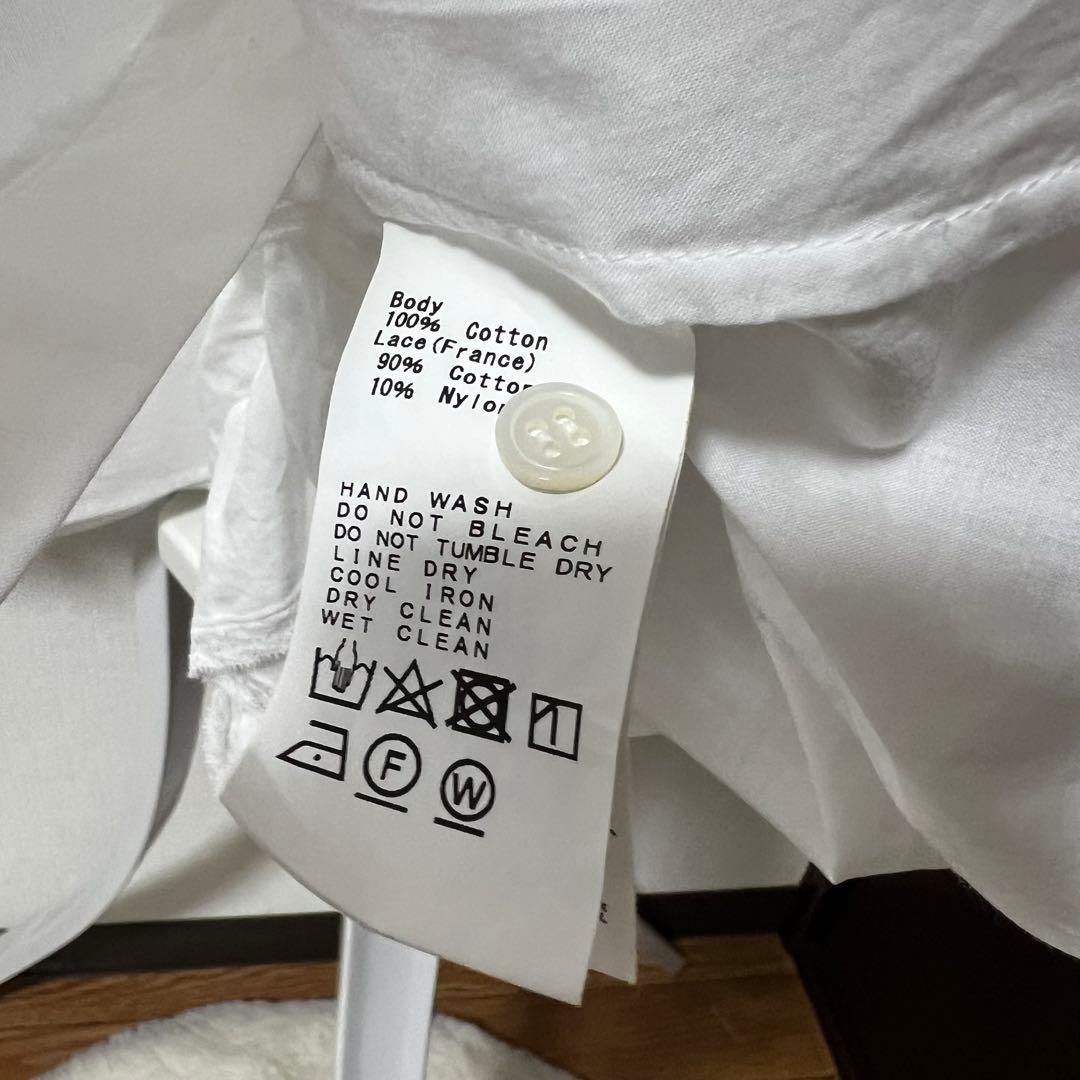 Body
100% Cotton
Lace(France)
90% Cotton
10% Nylon
HAND WASH
DO NOT BLEACH
DO NOT TUMBLE DRY
LINE DRY
COOL IRON
DRY CLEAN
WET CLEAN
F
W